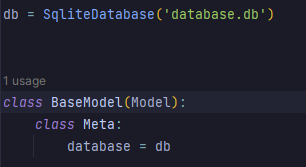 db = SqliteDatabase('database.db')
1 usage
class BaseModel(Model):
    class Meta:
        database = db